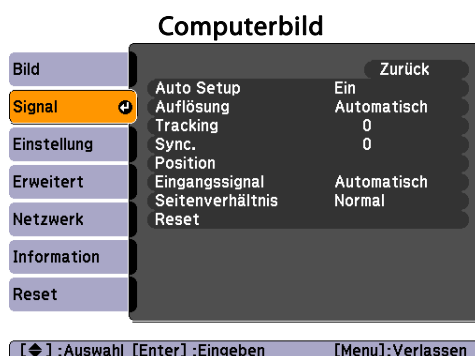 Computerbild
Bild
Signal
Einstellung
Erweitert
Netzwerk
Information
Reset
Zurück
Auto Setup Ein
Auflösung Automatisch
Tracking 0
Sync. 0
Position
Eingangssignal Automatisch
Seitenverhältnis Normal
Reset
[◆] :Auswahl [Enter] :Eingeben [Menu]:Verlassen